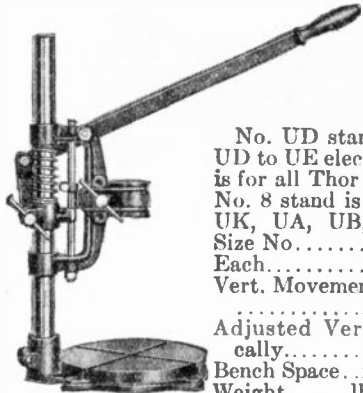 No. UD stan
UD to UE elec
is for all Thor
No. 8 stand is
UK, UA, UB,
Size No.......
Each.........
Vert. Movemen
..........
Adjusted Ver
cally........
Bench Space..
Weight